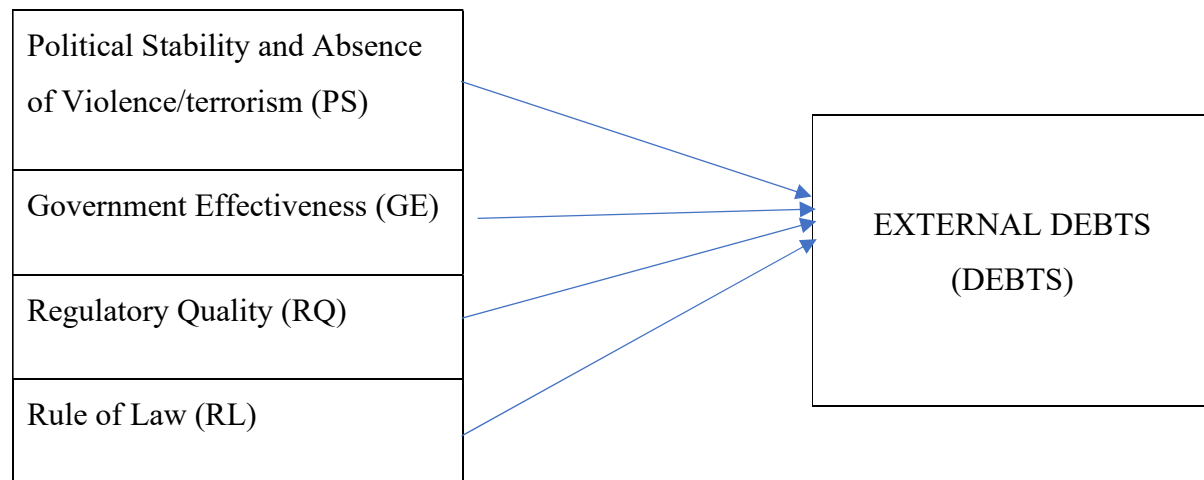 Political Stability and Absence
of Violence/terrorism (PS)
Government Effectiveness (GE)
Regulatory Quality (RQ)
Rule of Law (RL)
EXTERNAL DEBTS
(DEBTS)